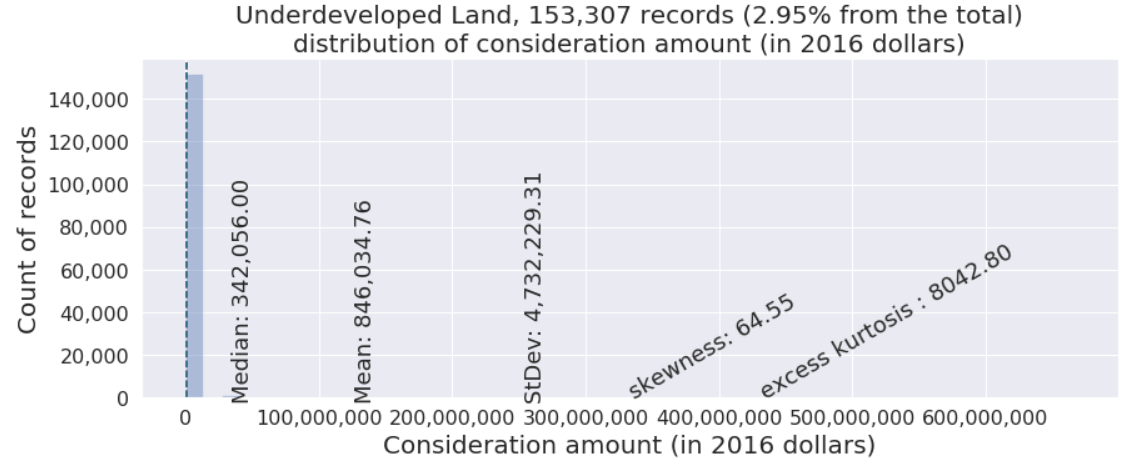 Underdeveloped Land, 153,307 records (2.95% from the total)
distribution of consideration amount (in 2016 dollars)
Count of records
140,000
120,000
100,000
80,000
60,000
40,000
20,000
0
Median: 342,056.00
Mean: 846,034.76
StDev: 4,732,229.31
skewness: 64.55
excess kurtosis : 8042.80
0 100,000,000 200,000,000 300,000,000 400,000,000 500,000,000 600,000,000
Consideration amount (in 2016 dollars)